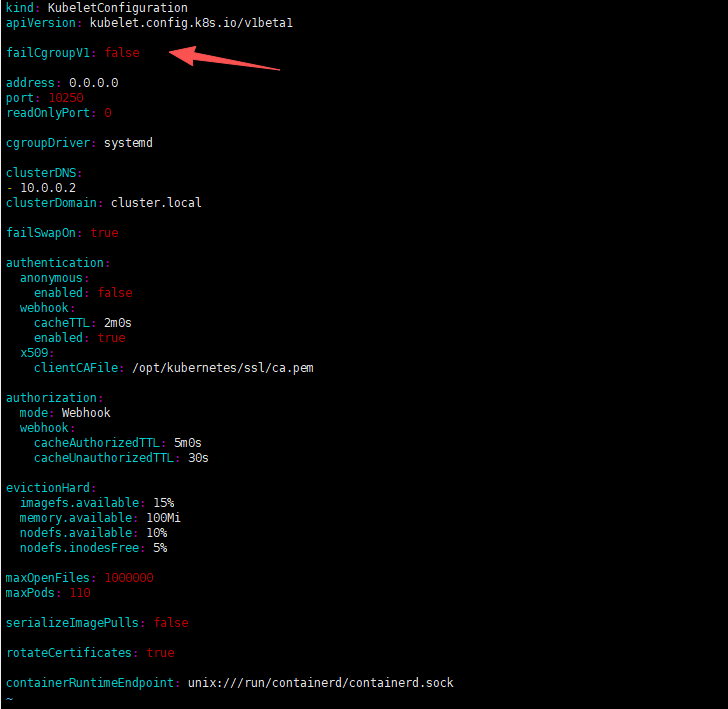 kind: KubeletConfiguration
apiVersion: kubelet.config.k8s.io/v1beta1
failCgroupV1: false
address: 0.0.0.0
port: 10250
readOnlyPort: 0
cgroupDriver: systemd
clusterDNS:
- 10.0.0.2
clusterDomain: cluster.local
failSwapOn: true
authentication:
  anonymous:
    enabled: false
  webhook:
    cacheTTL: 2m0s
    enabled: true
  x509:
    clientCAFile: /opt/kubernetes/ssl/ca.pem
authorization:
  mode: Webhook
  webhook:
    cacheAuthorizedTTL: 5m0s
    cacheUnauthorizedTTL: 30s
evictionHard:
  imagefs.available: 15%
  memory.available: 100Mi
  nodefs.available: 10%
  nodefs.inodesFree: 5%
maxOpenFiles: 1000000
maxPods: 110
serializeImagePulls: false
rotateCertificates: true
containerRuntimeEndpoint: unix:///run/containerd/containerd.sock
~